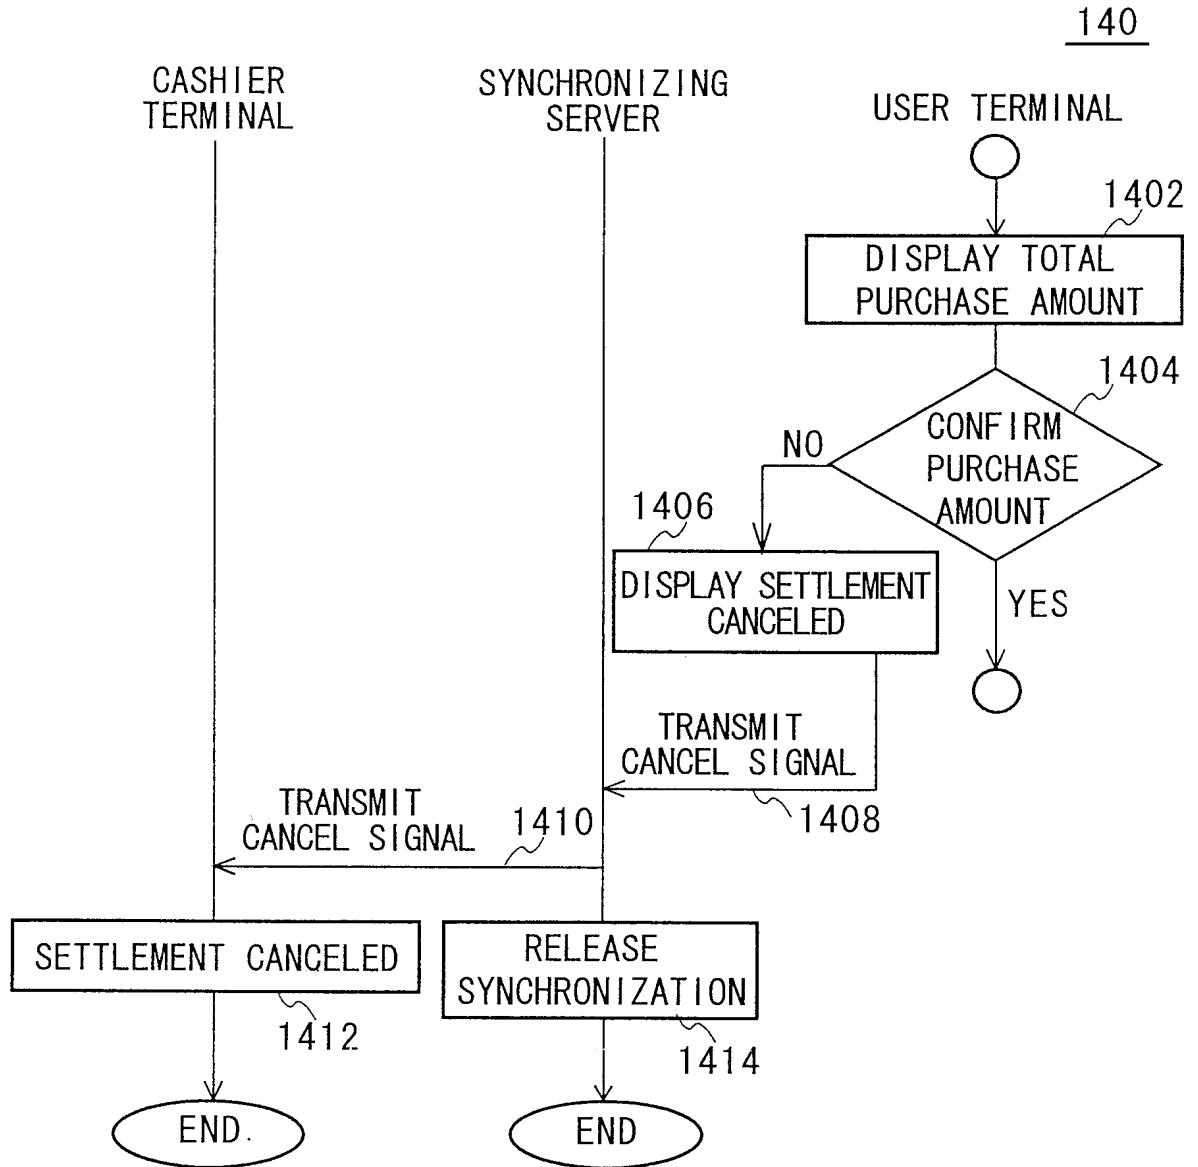 140
CASHIER
TERMINAL
SYNCHRONIZING
SERVER
USER TERMINAL
1402
DISPLAY TOTAL
PURCHASE AMOUNT
1404
CONFIRM
PURCHASE
AMOUNT
NO
YES
1406
DISPLAY SETTLEMENT
CANCELED
TRANSMIT
CANCEL SIGNAL
1408
TRANSMIT
CANCEL SIGNAL
1410
SETTLEMENT CANCELED
1412
RELEASE
SYNCHRONIZATION
1414
END.
END